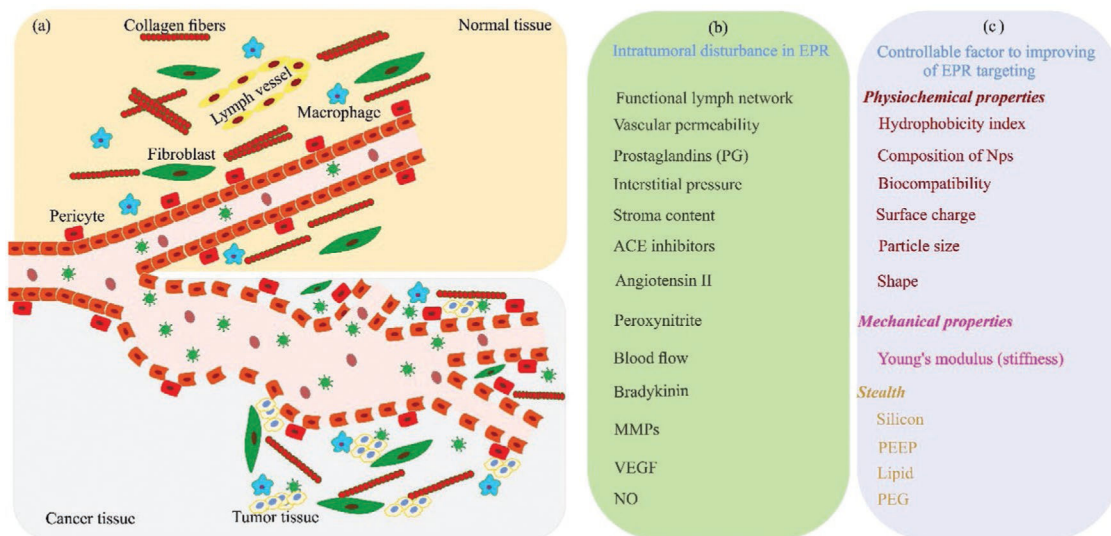 (a)
Collagen fibers
Normal tissue
Lymph vessel
Macrophage
Fibroblast
Pericyte
Cancer tissue
Tumor tissue
(b)
Intratumoral disturbance in EPR
Functional lymph network
Vascular permeability
Prostaglandins (PG)
Interstitial pressure
Stroma content
ACE inhibitors
Angiotensin II
Peroxynitrite
Blood flow
Bradykinin
MMPs
VEGF
NO
(c)
Controllable factor to improving
of EPR targeting
Physiochemical properties
Hydrophobicity index
Composition of Nps
Biocompatibility
Surface charge
Particle size
Shape
Mechanical properties
Young's modulus (stiffness)
Stealth
Silicon
PEEP
Lipid
PEG